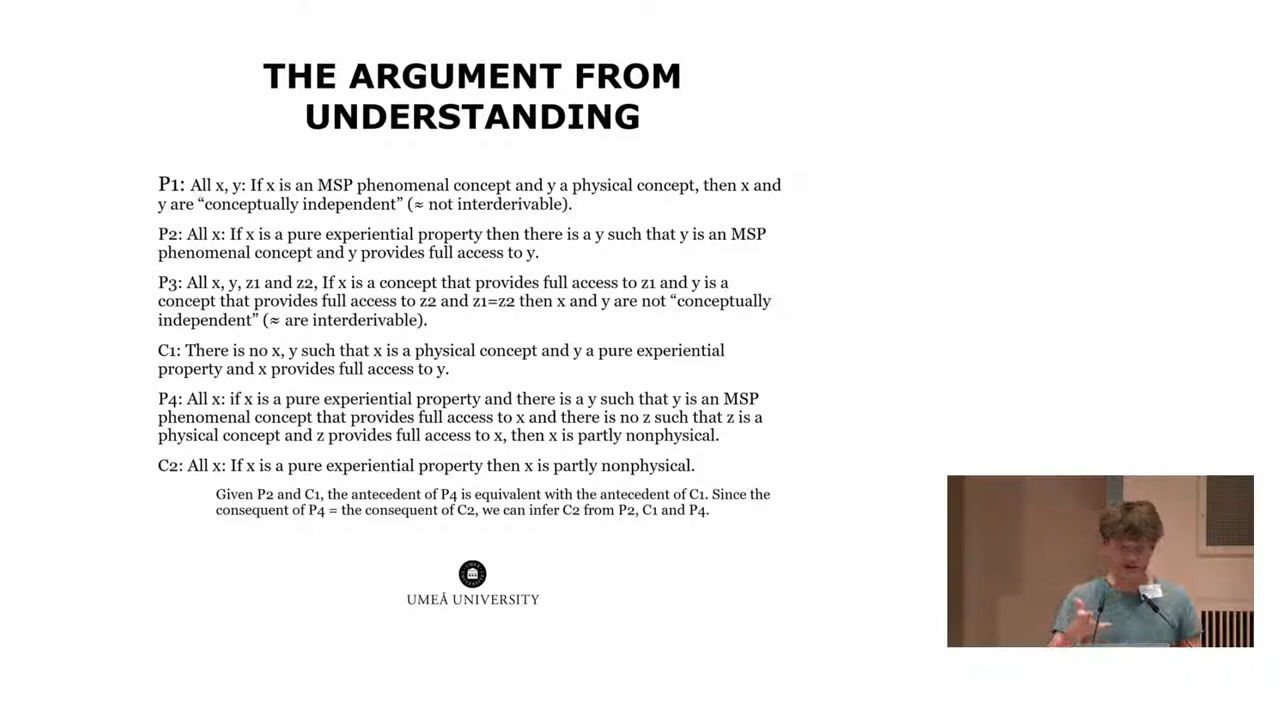 THE ARGUMENT FROM
UNDERSTANDING
P1: All x, y: If x is an MSP phenomenal concept and y a physical concept, then x and
y are “conceptually independent” (≈ not interderivable).
P2: All x: If x is a pure experiential property then there is a y such that y is an MSP
phenomenal concept and y provides full access to y.
P3: All x, y, z1 and z2, If x is a concept that provides full access to z1 and y is a
concept that provides full access to z2 and z1=z2 then x and y are not “conceptually
independent” (≈ are interderivable).
C1: There is no x, y such that x is a physical concept and y a pure experiential
property and x provides full access to y.
P4: All x: if x is a pure experiential property and there is a y such that y is an MSP
phenomenal concept that provides full access to x and there is no z such that z is a
physical concept and z provides full access to x, then x is partly nonphysical.
C2: All x: If x is a pure experiential property then x is partly nonphysical.
Given P2 and C1, the antecedent of P4 is equivalent with the antecedent of C1. Since the
consequent of P4 = the consequent of C2, we can infer C2 from P2, C1 and P4.
UMEÅ UNIVERSITY